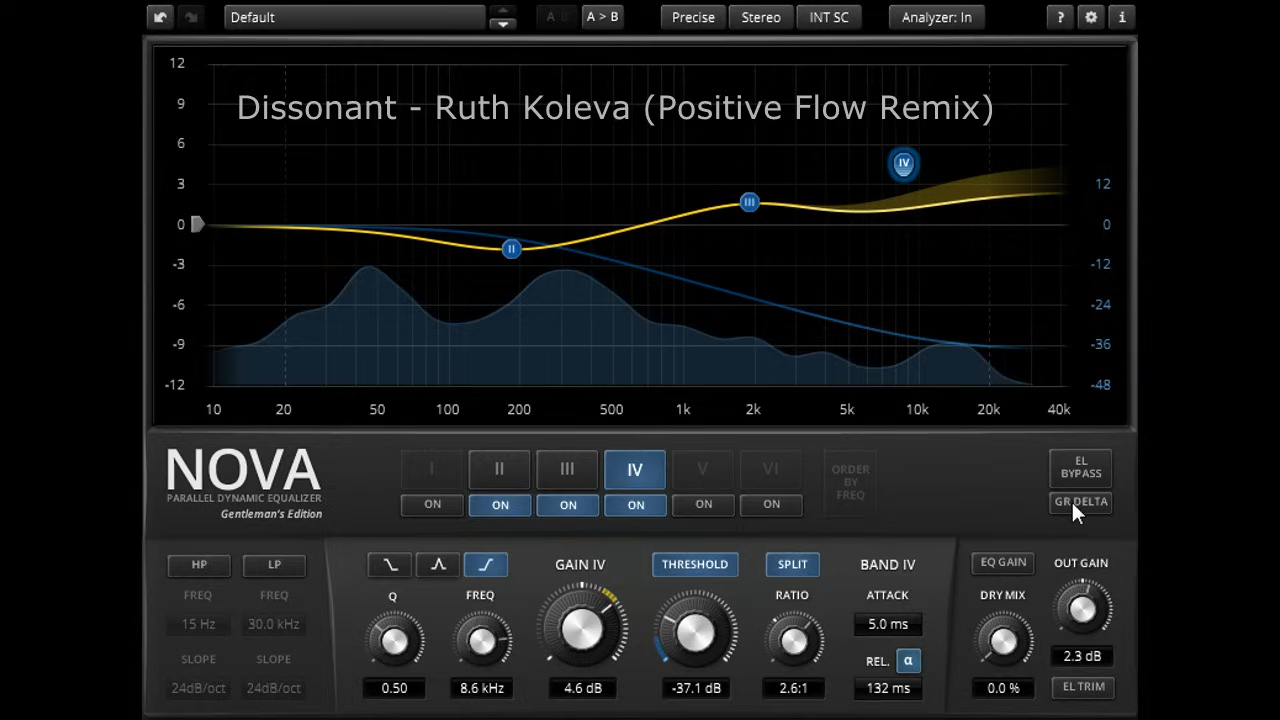 Default
A B
A > B
Precise
Stereo
INT SC
Analyzer: In
?
i
Dissonant - Ruth Koleva (Positive Flow Remix)
12
9
6
3
0
-3
-6
-9
-12
12
0
-12
-24
-36
-48
II
III
IV
10 20 50 100 200 500 1k 2k 5k 10k 20k 40k
NOVA
PARALLEL DYNAMIC EQUALIZER
Gentleman's Edition
I II III IV V VI
ON ON ON ON ON ON
ORDER
BY
FREQ
EL
BYPASS
GR DELTA
HP LP
FREQ FREQ
15 Hz 30.0 kHz
SLOPE SLOPE
24dB/oct 24dB/oct
Q FREQ
0.50 8.6 kHz
GAIN IV
4.6 dB
THRESHOLD
-37.1 dB
SPLIT
RATIO
2.6:1
BAND IV
ATTACK
5.0 ms
REL. α
132 ms
EQ GAIN
DRY MIX
0.0 %
OUT GAIN
2.3 dB
EL TRIM